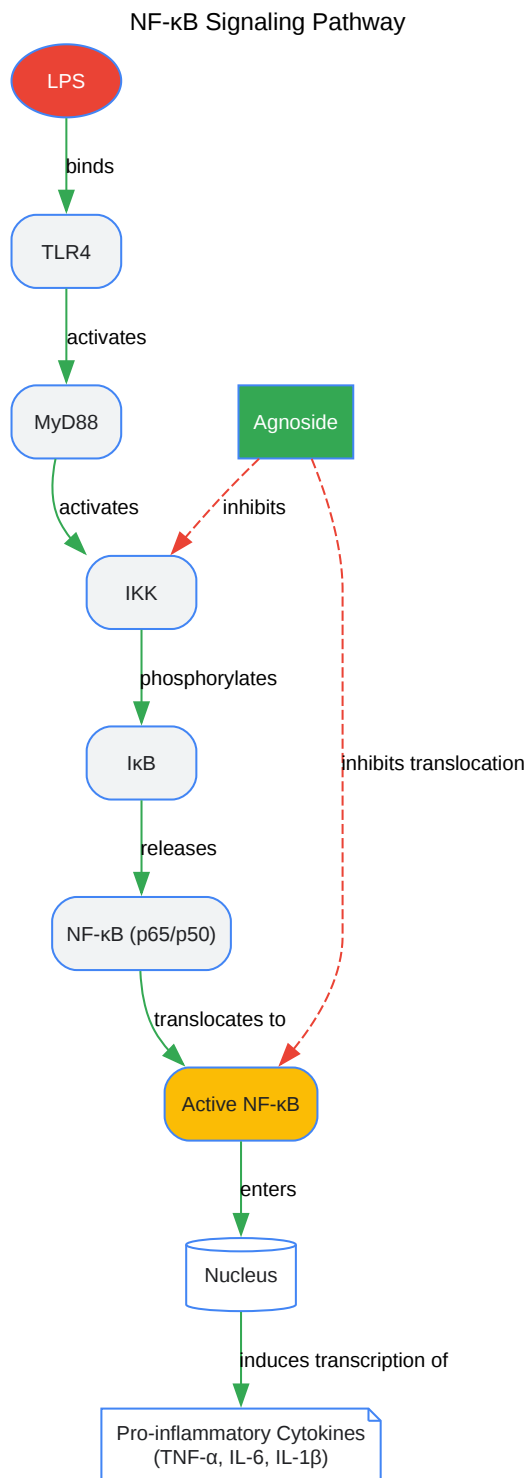 NF-κB Signaling Pathway
LPS
binds
TLR4
activates
MyD88
Agnoside
activates
inhibits
IKK
phosphorylates
IκB
inhibits translocation
releases
NF-κB (p65/p50)
translocates to
Active NF-κB
enters
Nucleus
induces transcription of
Pro-inflammatory Cytokines
(TNF-α, IL-6, IL-1β)